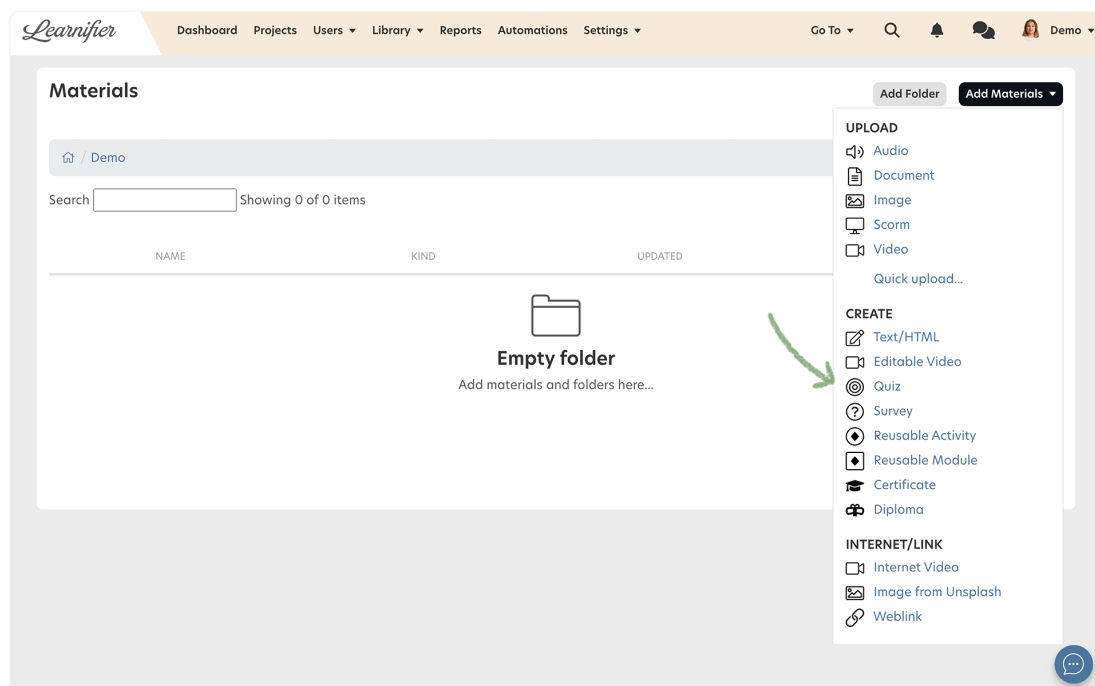 Learnifier Dashboard Projects Users Library Reports Automations Settings Go To Demo
Materials
Add Folder Add Materials
/ Demo
Search Showing 0 of 0 items
NAME KIND UPDATED
Empty folder
Add materials and folders here...
UPLOAD
Audio
Document
Image
Scorm
Video
Quick upload...
CREATE
Text/HTML
Editable Video
Quiz
Survey
Reusable Activity
Reusable Module
Certificate
Diploma
INTERNET/LINK
Internet Video
Image from Unsplash
Weblink